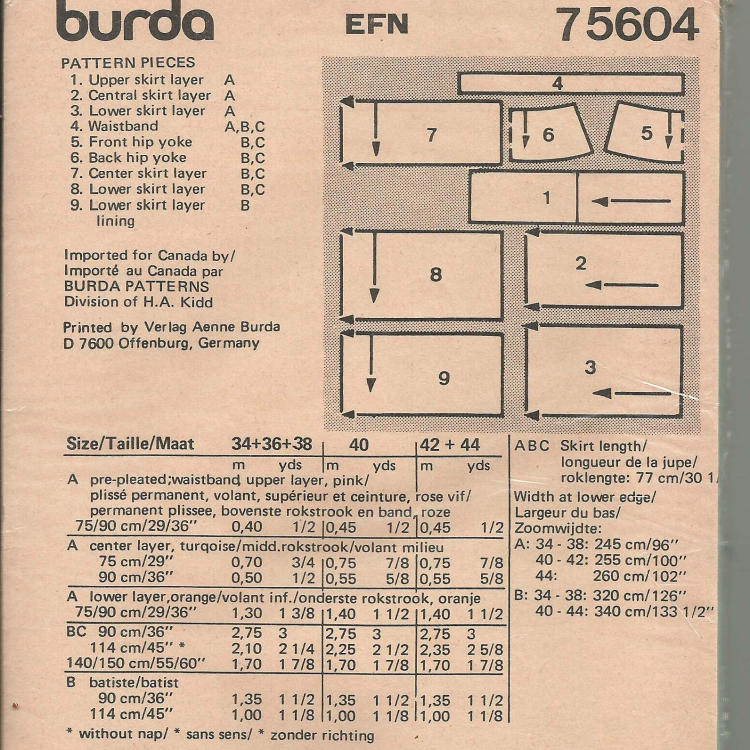 burda EFN 75604
PATTERN PIECES
1. Upper skirt layer A
2. Central skirt layer A
3. Lower skirt layer A
4. Waistband A,B,C
5. Front hip yoke B,C
6. Back hip yoke B,C
7. Center skirt layer B,C
8. Lower skirt layer B,C
9. Lower skirt layer B
lining
Imported for Canada by/
Importé au Canada par
BURDA PATTERNS
Division of H.A. Kidd
Printed by Verlag Aenne Burda
D 7600 Offenburg, Germany
4
7 6 5
1
8 2
9 3
Size/Taille/Maat 34+36+38 40 42 + 44
m yds m yds m yds
A pre-pleated;waistband, upper layer, pink/
plissé permanent, volant, supérieur et ceinture, rose vif/
permanent plissee, bovenste rokstrook en band, roze
75/90 cm/29/36" 0,40 1/2 0,45 1/2 0,45 1/2
A center layer, turqoise/midd.rokstrook/volant milieu
75 cm/29" 0,70 3/4 0,75 7/8 0,75 7/8
90 cm/36" 0,50 1/2 0,55 5/8 0,55 5/8
A lower layer,orange/volant inf./onderste rokstrook, oranje
75/90 cm/29/36" 1,30 1 3/8 1,40 1 1/2 1,40 1 1/2
BC 90 cm/36" 2,75 3 2,75 3 2,75 3
114 cm/45" * 2,10 2 1/4 2,25 2 1/2 2,35 2 5/8
140/150 cm/55/60" 1,70 1 7/8 1,70 1 7/8 1,70 1 7/8
B batiste/batist
90 cm/36" 1,35 1 1/2 1,35 1 1/2 1,35 1 1/2
114 cm/45" 1,00 1 1/8 1,00 1 1/8 1,00 1 1/8
* without nap/ * sans sens/ * zonder richting
ABC Skirt length/
longueur de la jupe/
roklengte: 77 cm/30 1/
Width at lower edge/
Largeur du bas/
Zoomwijdte:
A: 34 - 38: 245 cm/96"
40 - 42: 255 cm/100"
44: 260 cm/102"
B: 34 - 38: 320 cm/126"
40 - 44: 340 cm/133 1/2"